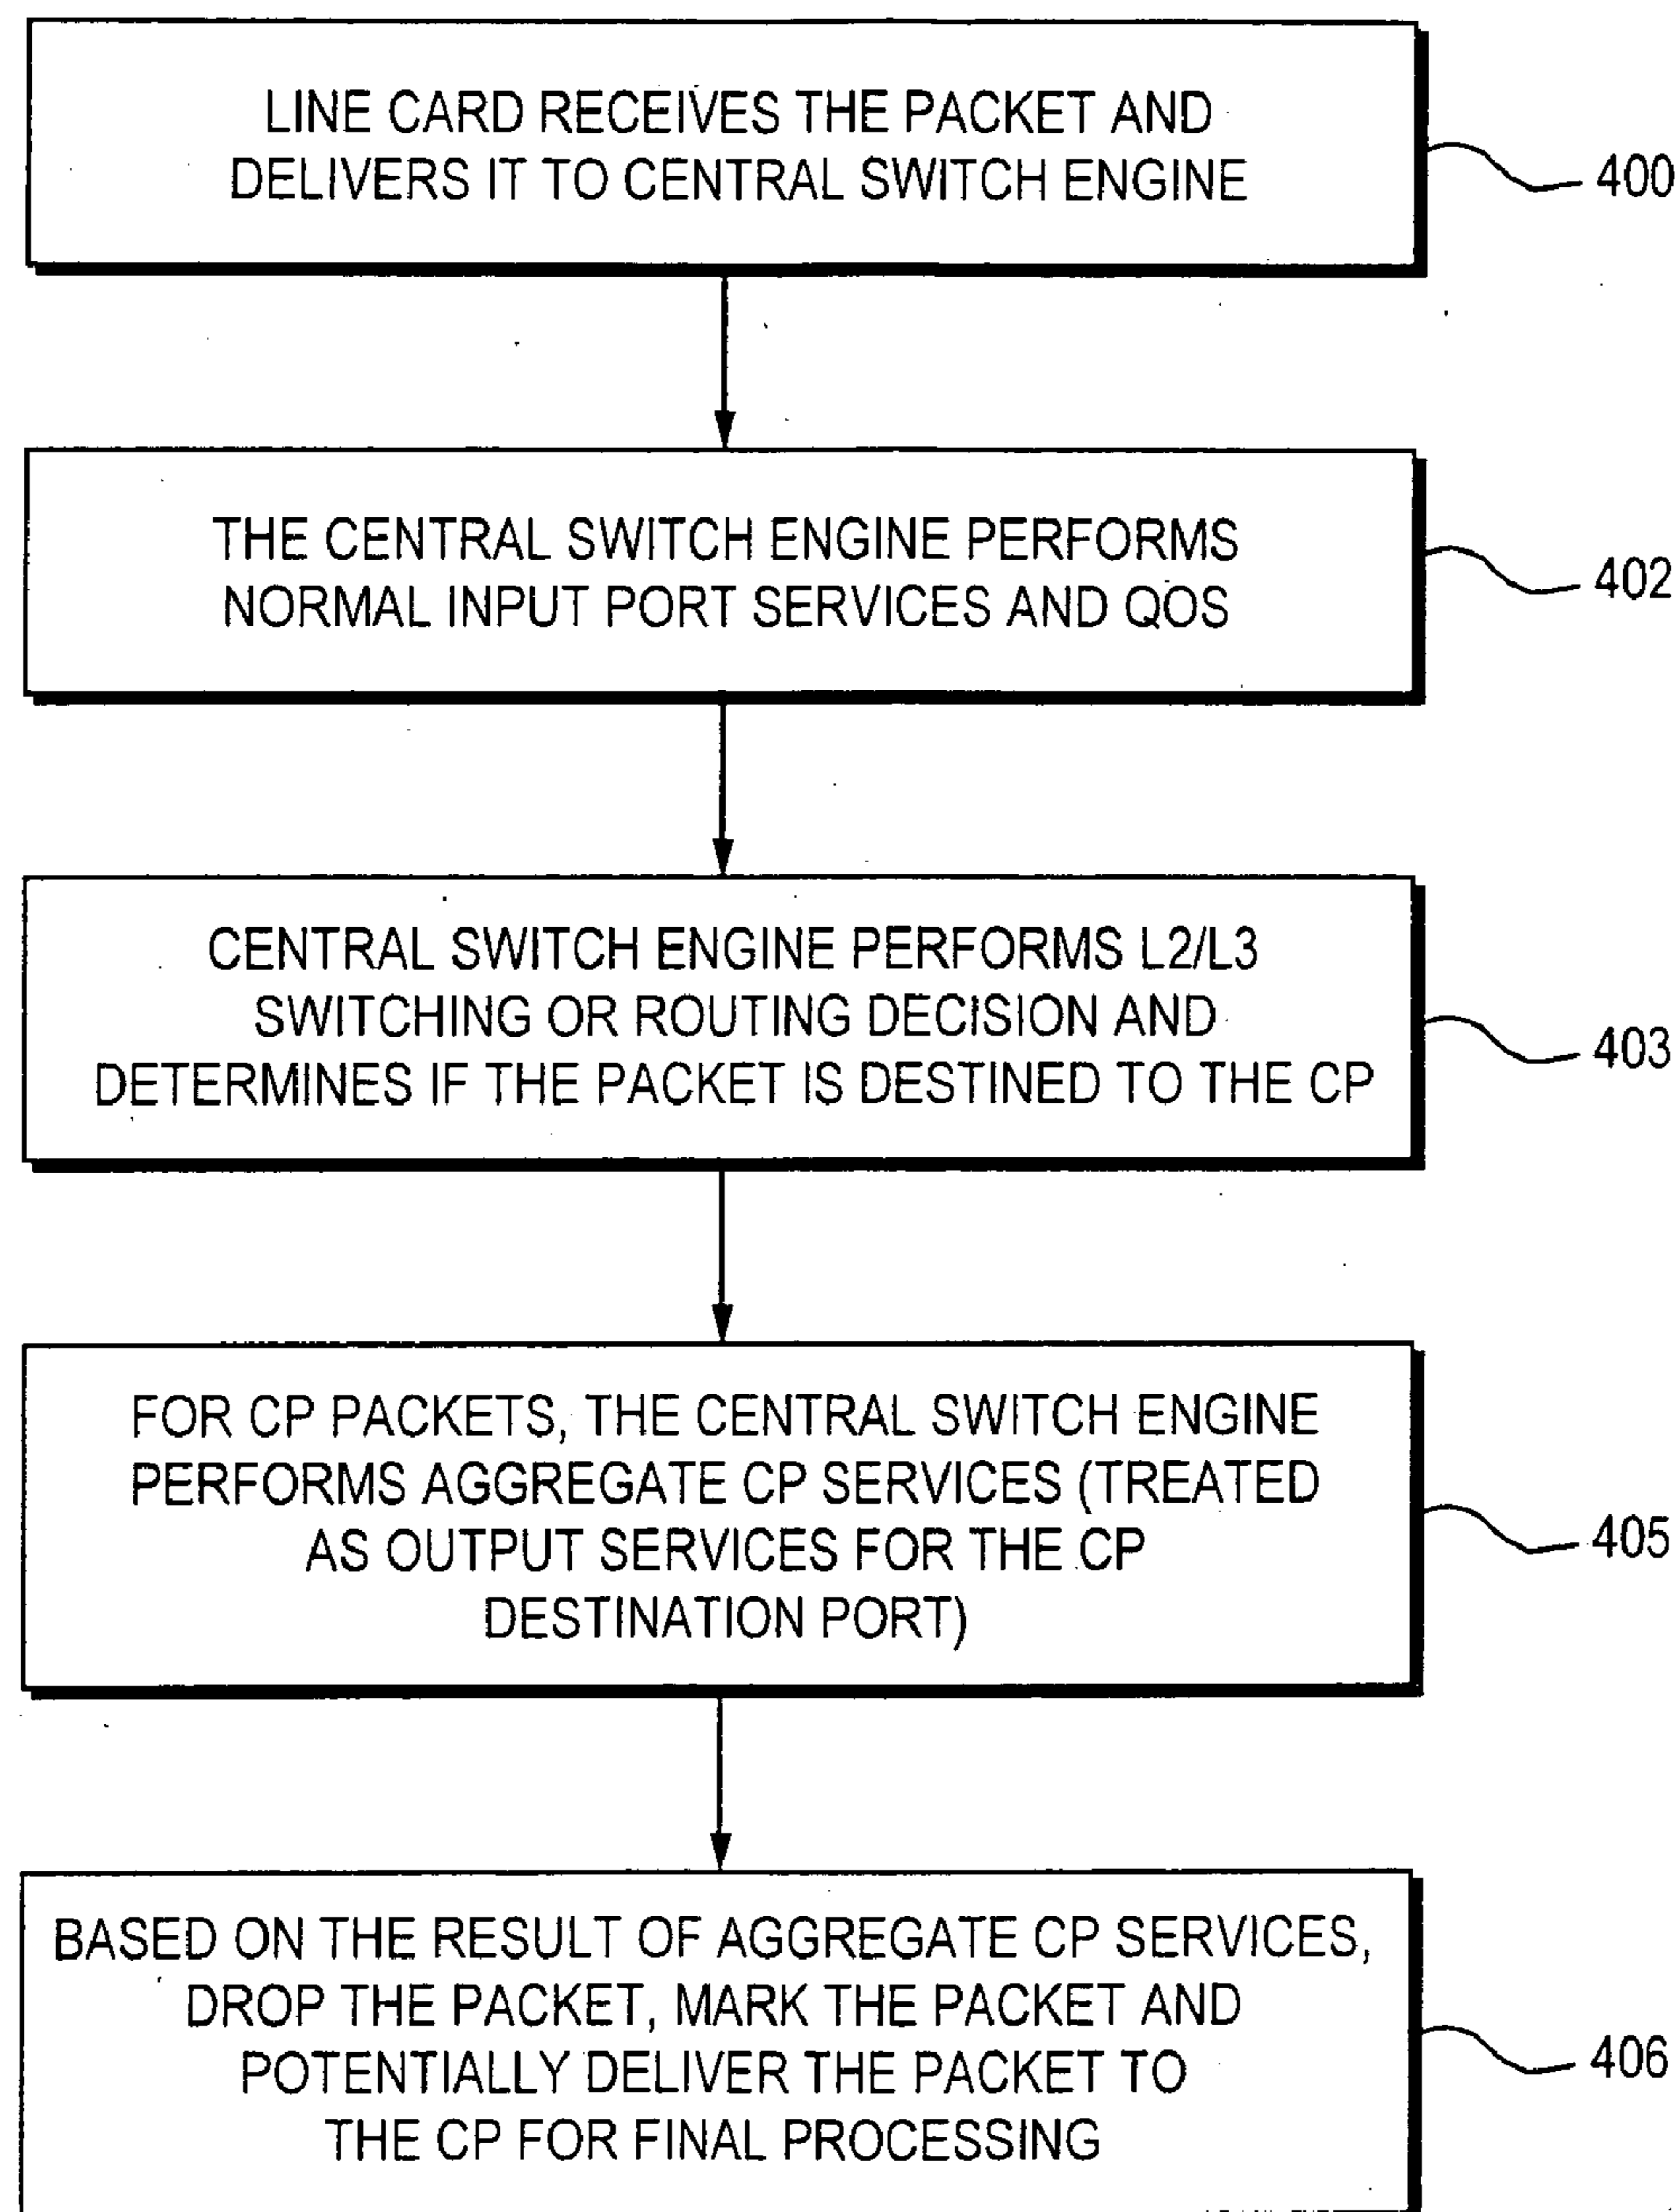 LINE CARD RECEIVES THE PACKET AND
DELIVERS IT TO CENTRAL SWITCH ENGINE
400
THE CENTRAL SWITCH ENGINE PERFORMS
NORMAL INPUT PORT SERVICES AND QOS
402
CENTRAL SWITCH ENGINE PERFORMS L2/L3
SWITCHING OR ROUTING DECISION AND
DETERMINES IF THE PACKET IS DESTINED TO THE CP
403
FOR CP PACKETS, THE CENTRAL SWITCH ENGINE
PERFORMS AGGREGATE CP SERVICES (TREATED
AS OUTPUT SERVICES FOR THE CP
DESTINATION PORT)
405
BASED ON THE RESULT OF AGGREGATE CP SERVICES,
DROP THE PACKET, MARK THE PACKET AND
POTENTIALLY DELIVER THE PACKET TO
THE CP FOR FINAL PROCESSING
406